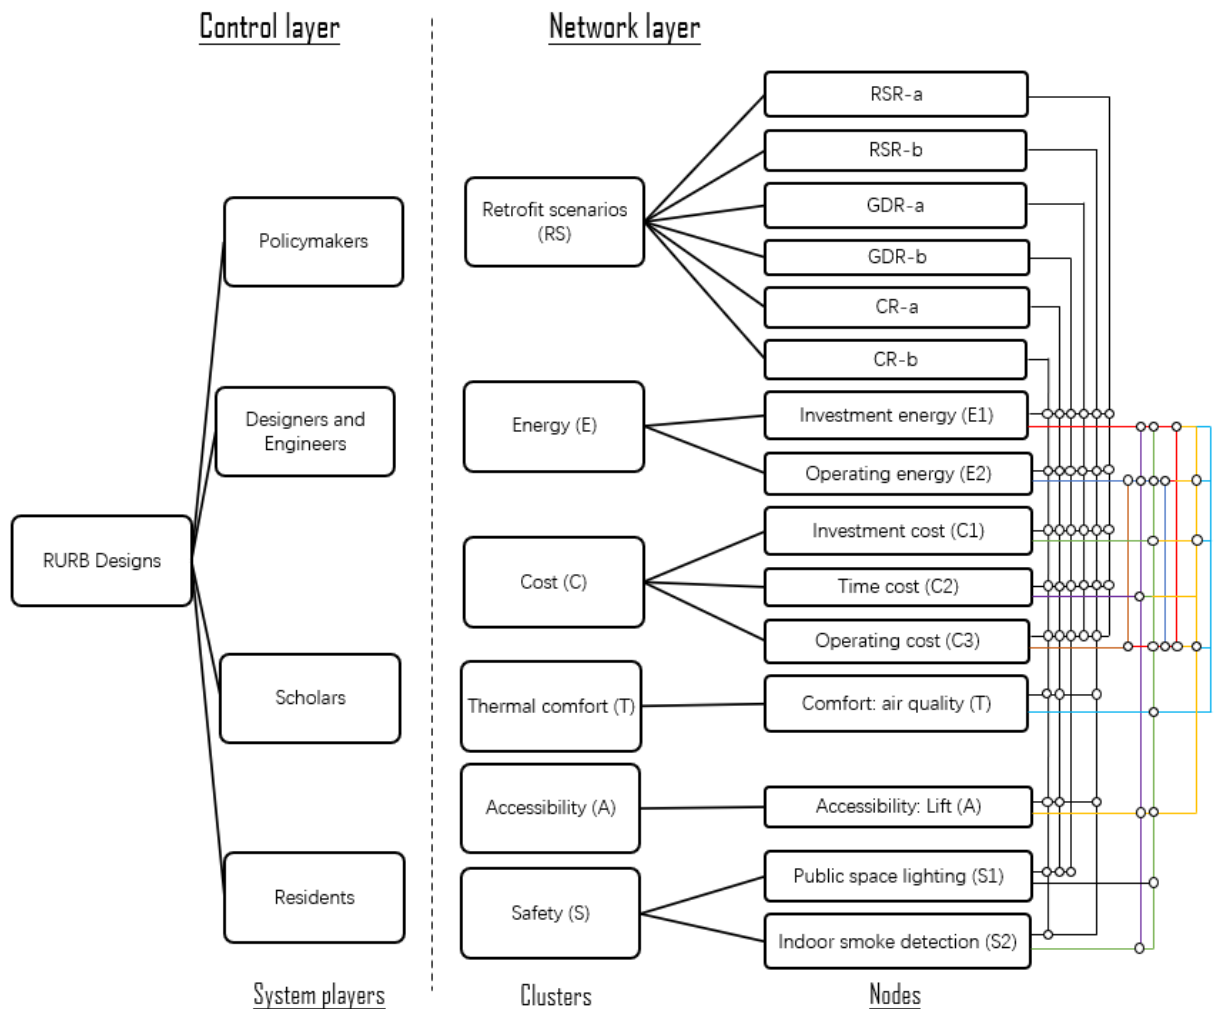 Control layer
Network layer
RURB Designs
Policymakers
Designers and
Engineers
Scholars
Residents
System players
Retrofit scenarios
(RS)
Energy (E)
Cost (C)
Thermal comfort (T)
Accessibility (A)
Safety (S)
Clusters
RSR-a
RSR-b
GDR-a
GDR-b
CR-a
CR-b
Investment energy (E1)
Operating energy (E2)
Investment cost (C1)
Time cost (C2)
Operating cost (C3)
Comfort: air quality (T)
Accessibility: Lift (A)
Public space lighting (S1)
Indoor smoke detection (S2)
Nodes